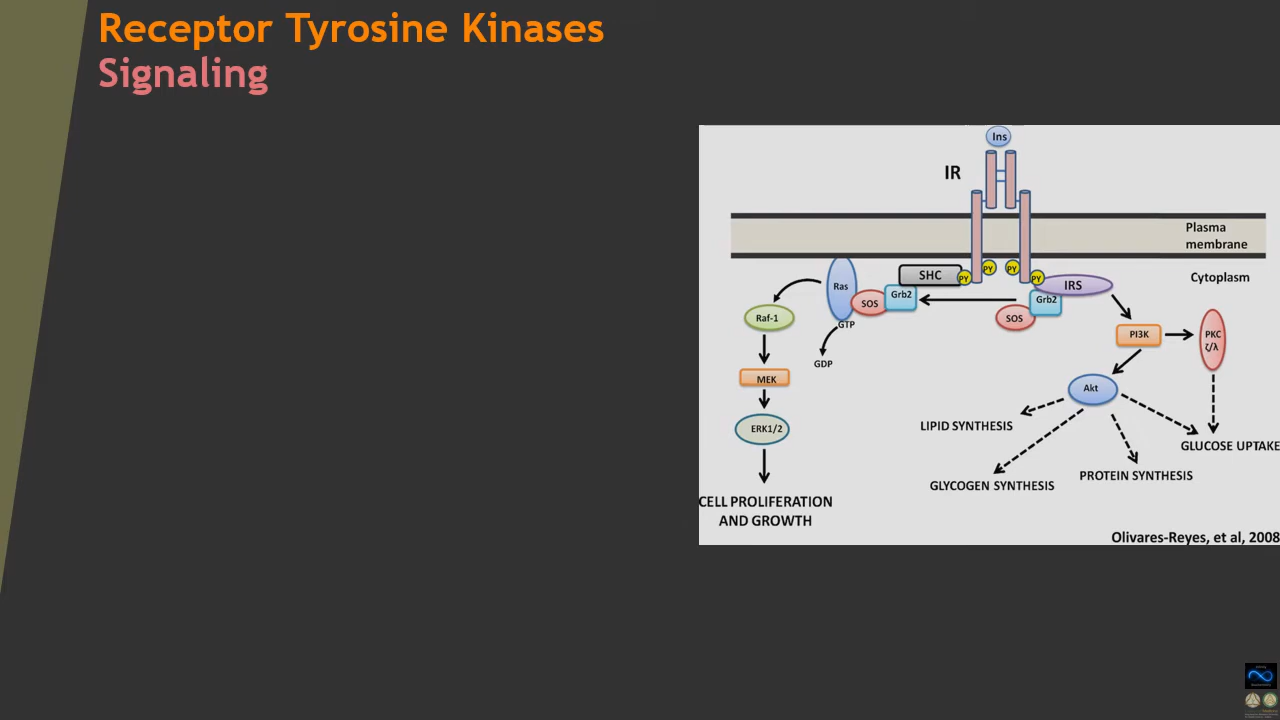 Receptor Tyrosine Kinases
Signaling
Ins
IR
Plasma
membrane
Cytoplasm
PY
PY
PY
PY
SHC
IRS
Ras
SOS
Grb2
Grb2
SOS
GTP
GDP
Raf-1
MEK
ERK1/2
CELL PROLIFERATION
AND GROWTH
PI3K
PKC
ζ/λ
Akt
LIPID SYNTHESIS
GLYCOGEN SYNTHESIS
PROTEIN SYNTHESIS
GLUCOSE UPTAKE
Olivares-Reyes, et al, 2008